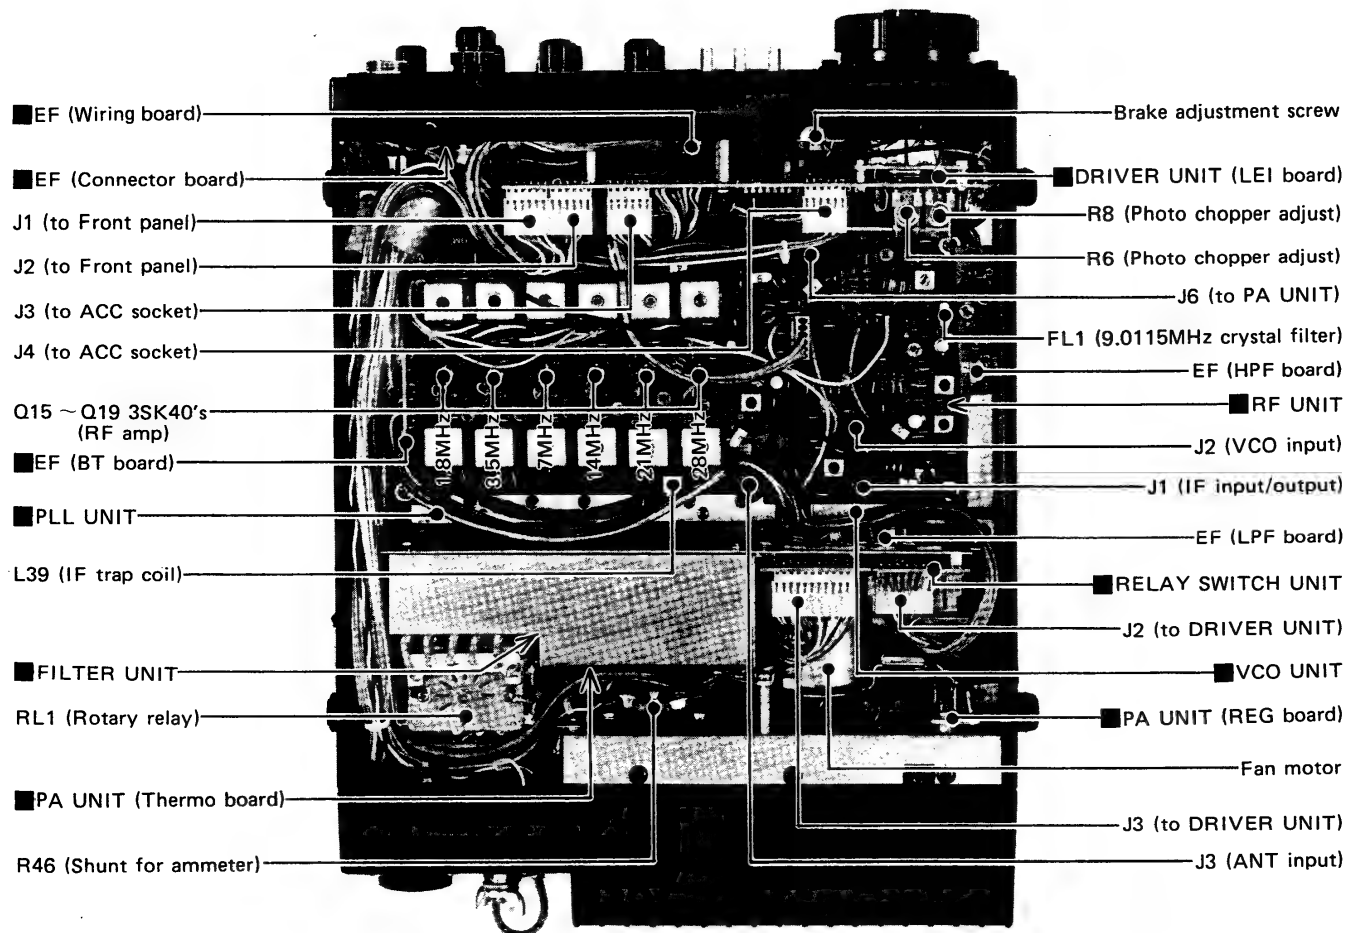 ■EF (Wiring board)
■EF (Connector board)
J1 (to Front panel)
J2 (to Front panel)
J3 (to ACC socket)
J4 (to ACC socket)
Q15 ~ Q19 3SK40's
(RF amp)
■EF (BT board)
■PLL UNIT
L39 (IF trap coil)
■FILTER UNIT
RL1 (Rotary relay)
■PA UNIT (Thermo board)
R46 (Shunt for ammeter)
1.8MHz
3.5MHz
7MHz
14MHz
21MHz
28MHz
Brake adjustment screw
■DRIVER UNIT (LEI board)
R8 (Photo chopper adjust)
R6 (Photo chopper adjust)
J6 (to PA UNIT)
FL1 (9.0115MHz crystal filter)
EF (HPF board)
■RF UNIT
J2 (VCO input)
J1 (IF input/output)
EF (LPF board)
■RELAY SWITCH UNIT
J2 (to DRIVER UNIT)
■VCO UNIT
■PA UNIT (REG board)
Fan motor
J3 (to DRIVER UNIT)
J3 (ANT input)